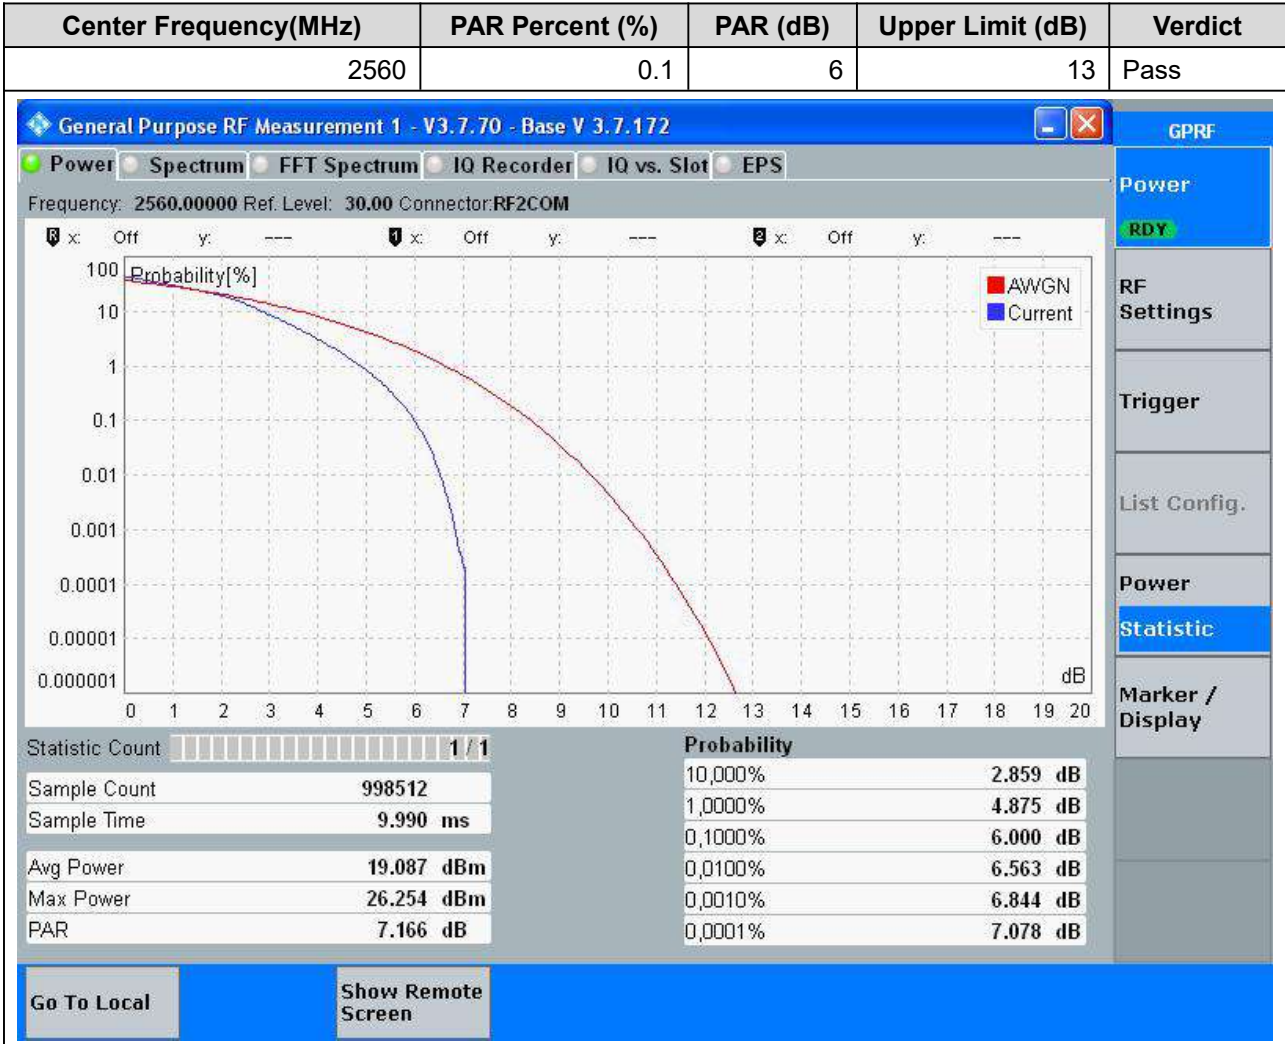 Center Frequency(MHz) PAR Percent (%) PAR (dB) Upper Limit (dB) Verdict
2560 0.1 6 13 Pass
General Purpose RF Measurement 1 - V3.7.70 - Base V 3.7.172
GPRF
Power Spectrum FFT Spectrum IQ Recorder IQ vs. Slot EPS
Frequency: 2560.00000 Ref. Level: 30.00 Connector:RF2COM
R x: Off y: --- 1 x: Off y: --- 2 x: Off y: ---
Probability[%]
AWGN
Current
100
10
1
0.1
0.01
0.001
0.0001
0.00001
0.000001
dB
0 1 2 3 4 5 6 7 8 9 10 11 12 13 14 15 16 17 18 19 20
Statistic Count 1 / 1
Sample Count 998512
Sample Time 9.990 ms
Avg Power 19.087 dBm
Max Power 26.254 dBm
PAR 7.166 dB
Probability
10,000% 2.859 dB
1,0000% 4.875 dB
0,1000% 6.000 dB
0,0100% 6.563 dB
0,0010% 6.844 dB
0,0001% 7.078 dB
Power
RDY
RF
Settings
Trigger
List Config.
Power
Statistic
Marker /
Display
Go To Local
Show Remote
Screen